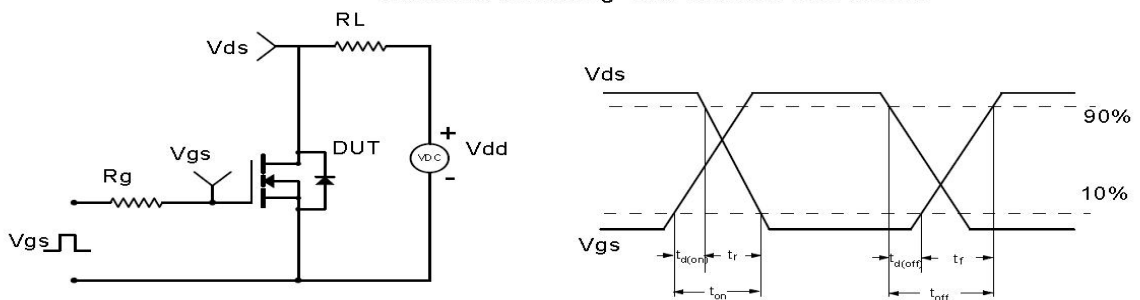 RL
Vds
DUT
Vgs
VDC
+
Vdd
-
Rg
Vgs
Vds
90%
10%
Vgs
td(on)
tr
td(off)
tf
ton
toff